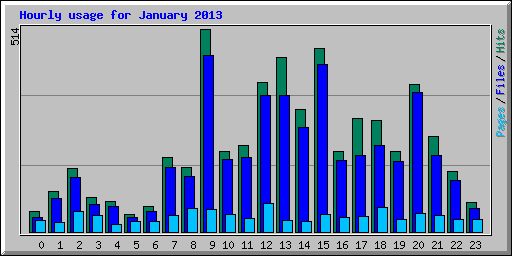 Hourly usage for January 2013
514
Pages / Files / Hits
0 1 2 3 4 5 6 7 8 9 10 11 12 13 14 15 16 17 18 19 20 21 22 23